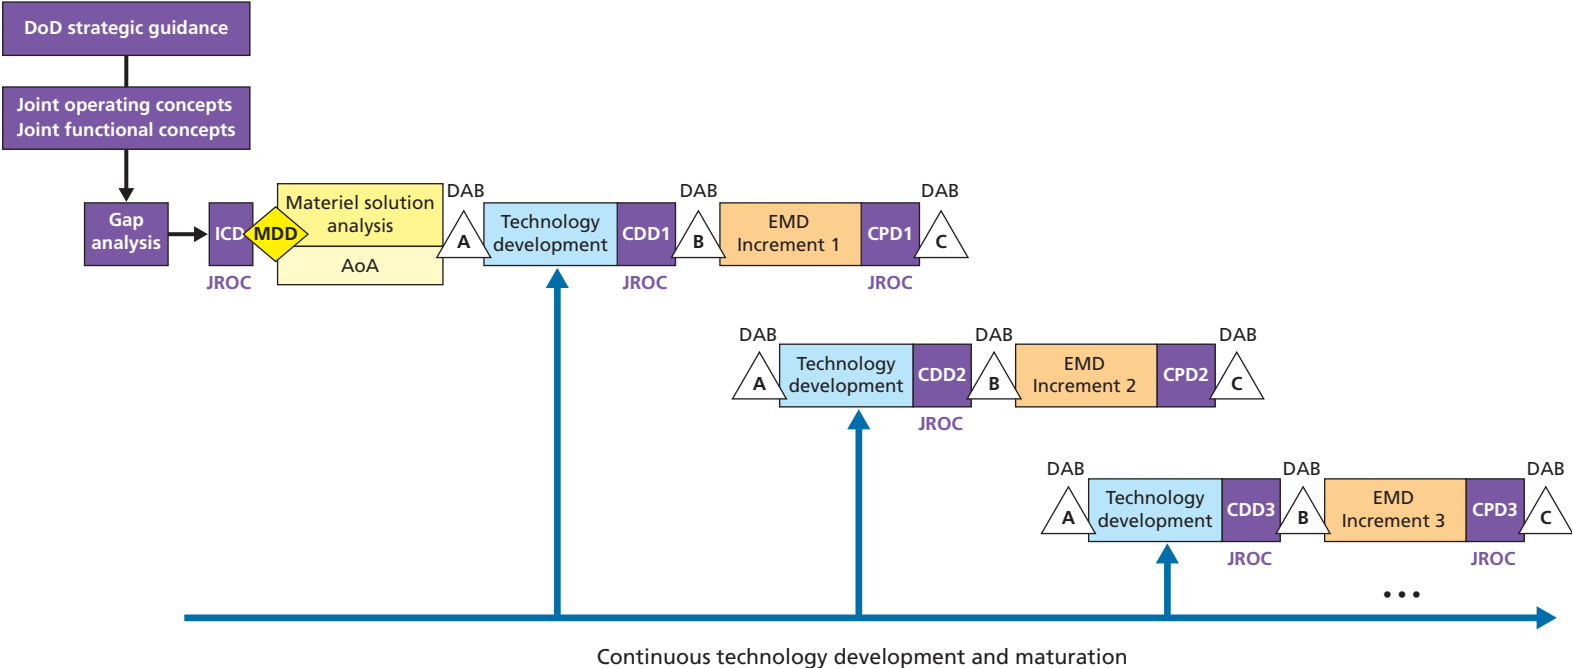 DoD strategic guidance
Joint operating concepts
Joint functional concepts
Gap
analysis
ICD
JROC
MDD
Materiel solution
analysis
AoA
DAB
A
Technology
development
CDD1
JROC
DAB
B
EMD
Increment 1
CPD1
JROC
DAB
C
DAB
A
Technology
development
CDD2
JROC
DAB
B
EMD
Increment 2
CPD2
DAB
C
DAB
A
Technology
development
CDD3
JROC
DAB
B
EMD
Increment 3
CPD3
JROC
DAB
C
...
Continuous technology development and maturation